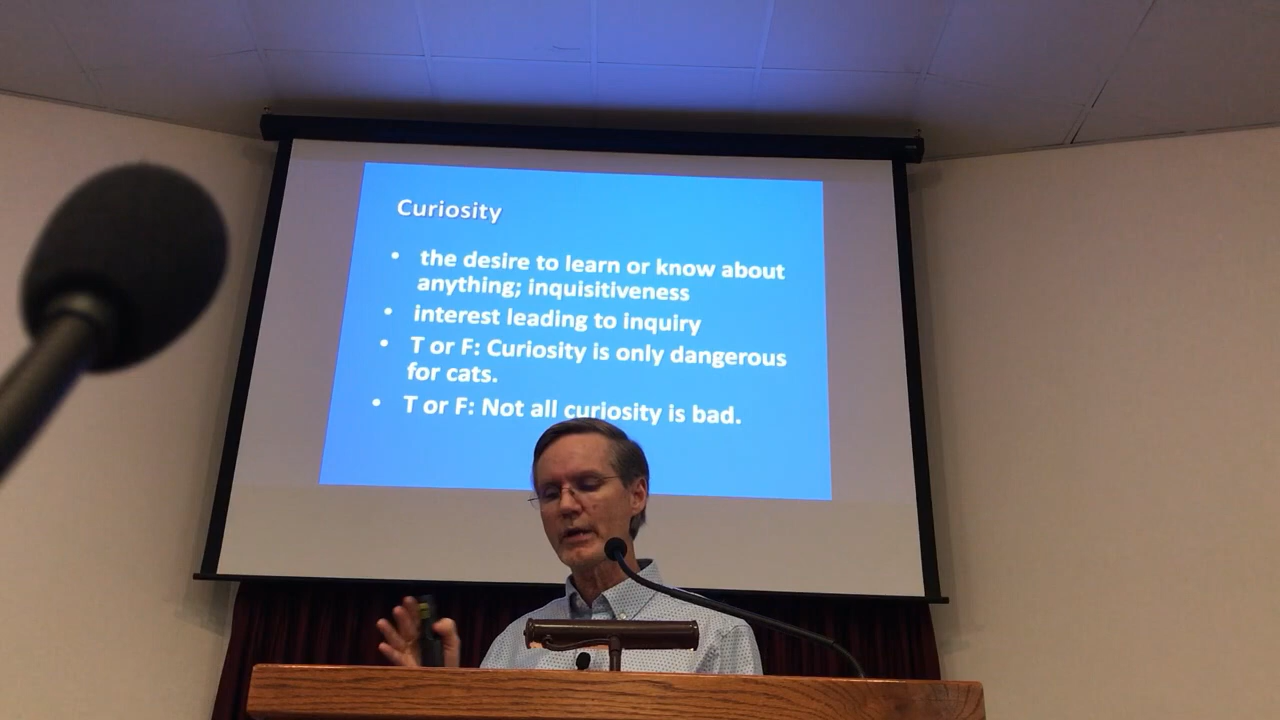 Curiosity
• the desire to learn or know about
anything; inquisitiveness
• interest leading to inquiry
• T or F: Curiosity is only dangerous
for cats.
• T or F: Not all curiosity is bad.